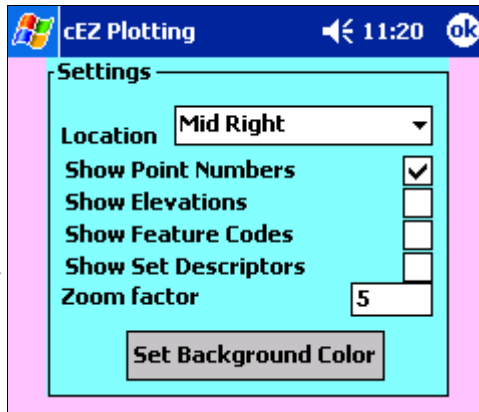 cEZ Plotting 11:20 ok
Settings
Location Mid Right
Show Point Numbers
Show Elevations
Show Feature Codes
Show Set Descriptors
Zoom factor 5
Set Background Color